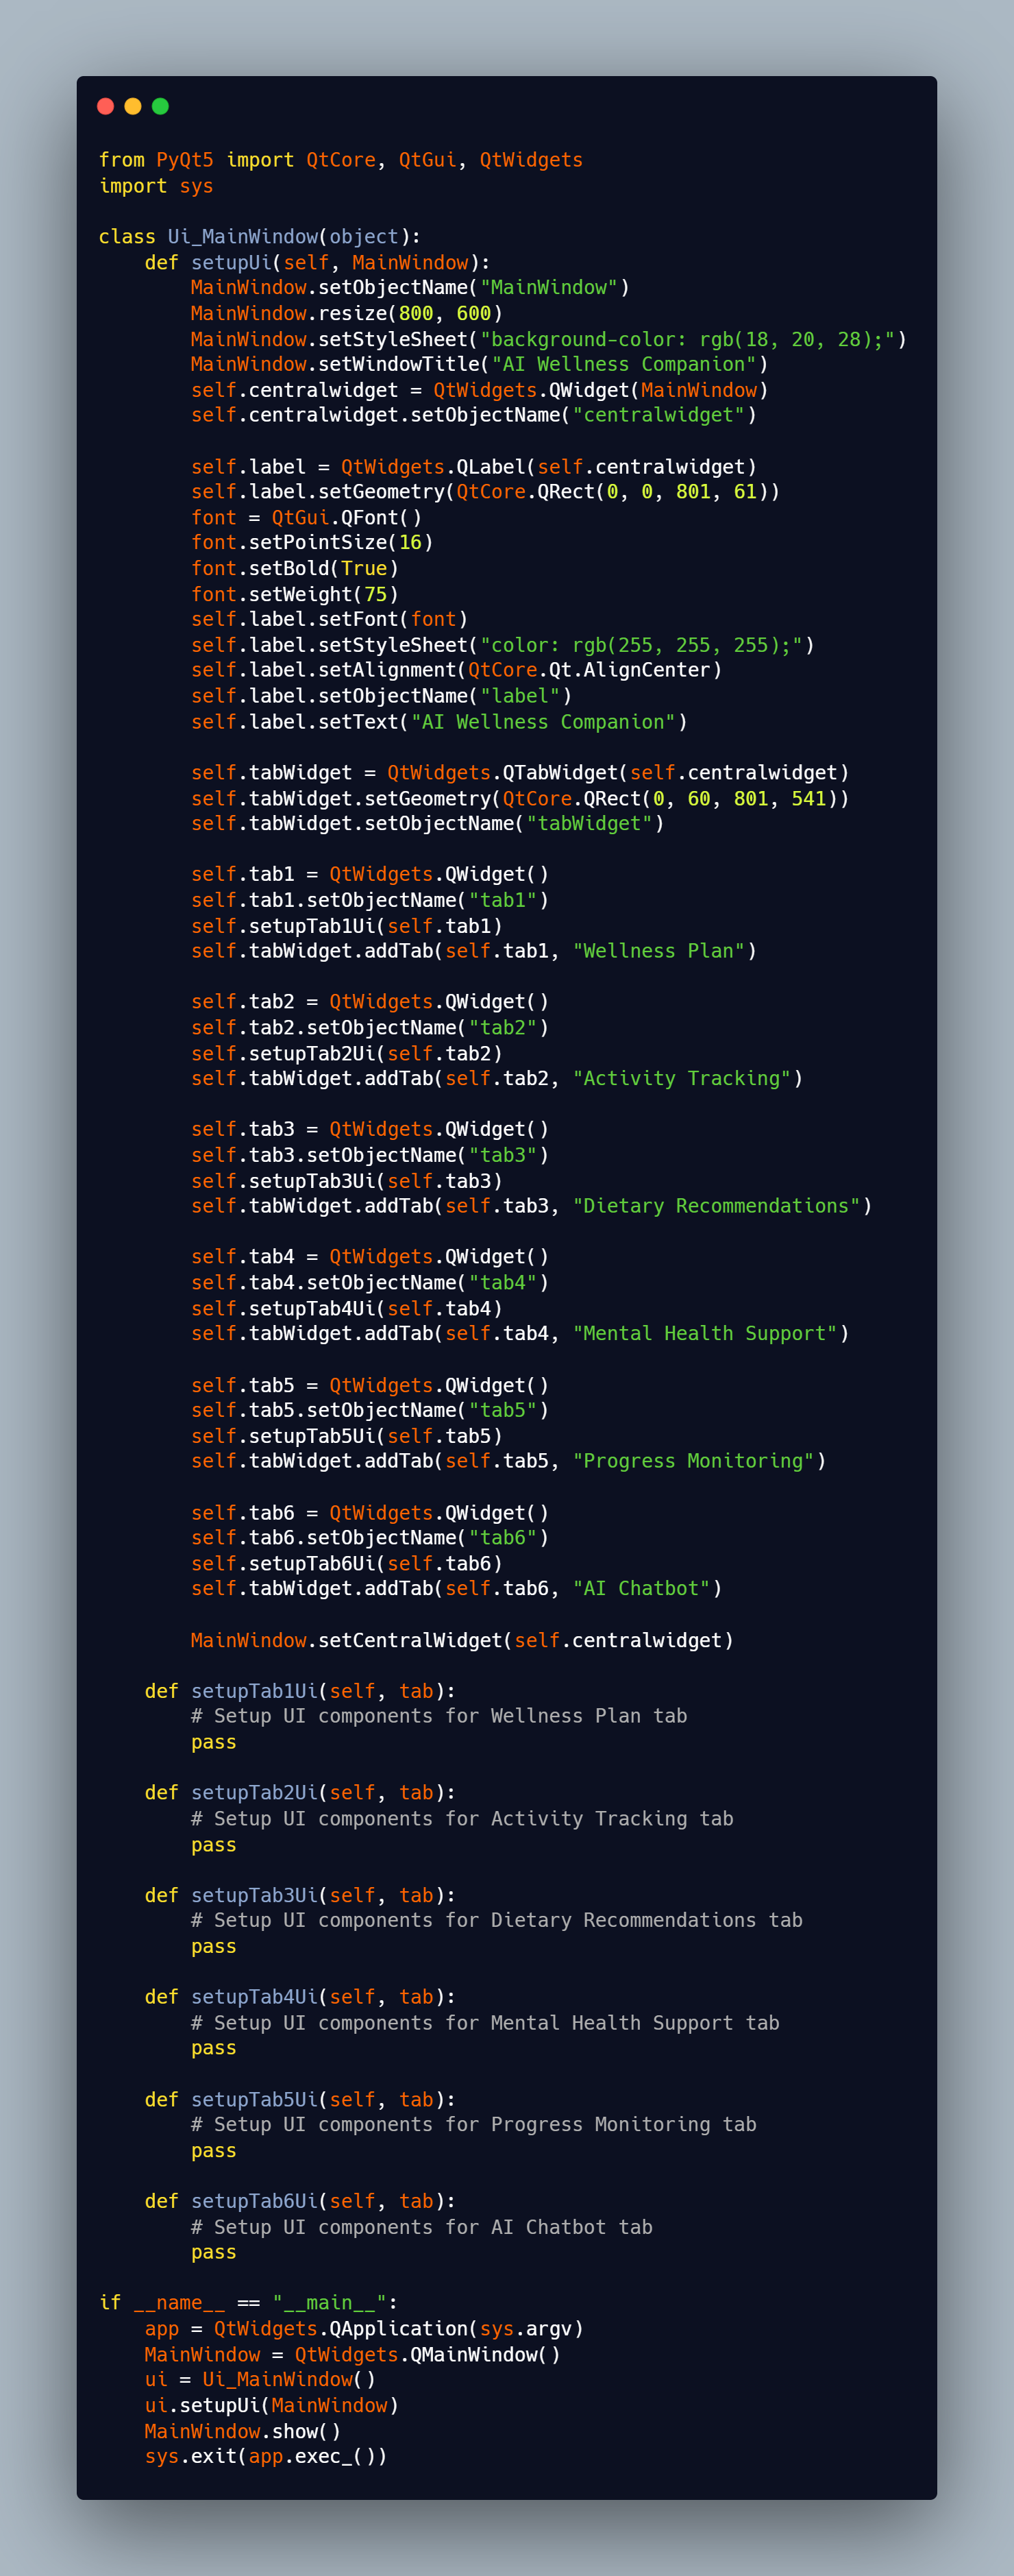 from PyQt5 import QtCore, QtGui, QtWidgets
import sys

class Ui_MainWindow(object):
    def setupUi(self, MainWindow):
        MainWindow.setObjectName("MainWindow")
        MainWindow.resize(800, 600)
        MainWindow.setStyleSheet("background-color: rgb(18, 20, 28);")
        MainWindow.setWindowTitle("AI Wellness Companion")
        self.centralwidget = QtWidgets.QWidget(MainWindow)
        self.centralwidget.setObjectName("centralwidget")

        self.label = QtWidgets.QLabel(self.centralwidget)
        self.label.setGeometry(QtCore.QRect(0, 0, 801, 61))
        font = QtGui.QFont()
        font.setPointSize(16)
        font.setBold(True)
        font.setWeight(75)
        self.label.setFont(font)
        self.label.setStyleSheet("color: rgb(255, 255, 255);")
        self.label.setAlignment(QtCore.Qt.AlignCenter)
        self.label.setObjectName("label")
        self.label.setText("AI Wellness Companion")

        self.tabWidget = QtWidgets.QTabWidget(self.centralwidget)
        self.tabWidget.setGeometry(QtCore.QRect(0, 60, 801, 541))
        self.tabWidget.setObjectName("tabWidget")

        self.tab1 = QtWidgets.QWidget()
        self.tab1.setObjectName("tab1")
        self.setupTab1Ui(self.tab1)
        self.tabWidget.addTab(self.tab1, "Wellness Plan")

        self.tab2 = QtWidgets.QWidget()
        self.tab2.setObjectName("tab2")
        self.setupTab2Ui(self.tab2)
        self.tabWidget.addTab(self.tab2, "Activity Tracking")

        self.tab3 = QtWidgets.QWidget()
        self.tab3.setObjectName("tab3")
        self.setupTab3Ui(self.tab3)
        self.tabWidget.addTab(self.tab3, "Dietary Recommendations")

        self.tab4 = QtWidgets.QWidget()
        self.tab4.setObjectName("tab4")
        self.setupTab4Ui(self.tab4)
        self.tabWidget.addTab(self.tab4, "Mental Health Support")

        self.tab5 = QtWidgets.QWidget()
        self.tab5.setObjectName("tab5")
        self.setupTab5Ui(self.tab5)
        self.tabWidget.addTab(self.tab5, "Progress Monitoring")

        self.tab6 = QtWidgets.QWidget()
        self.tab6.setObjectName("tab6")
        self.setupTab6Ui(self.tab6)
        self.tabWidget.addTab(self.tab6, "AI Chatbot")

        MainWindow.setCentralWidget(self.centralwidget)

    def setupTab1Ui(self, tab):
        # Setup UI components for Wellness Plan tab
        pass

    def setupTab2Ui(self, tab):
        # Setup UI components for Activity Tracking tab
        pass

    def setupTab3Ui(self, tab):
        # Setup UI components for Dietary Recommendations tab
        pass

    def setupTab4Ui(self, tab):
        # Setup UI components for Mental Health Support tab
        pass

    def setupTab5Ui(self, tab):
        # Setup UI components for Progress Monitoring tab
        pass

    def setupTab6Ui(self, tab):
        # Setup UI components for AI Chatbot tab
        pass

if __name__ == "__main__":
    app = QtWidgets.QApplication(sys.argv)
    MainWindow = QtWidgets.QMainWindow()
    ui = Ui_MainWindow()
    ui.setupUi(MainWindow)
    MainWindow.show()
    sys.exit(app.exec_())